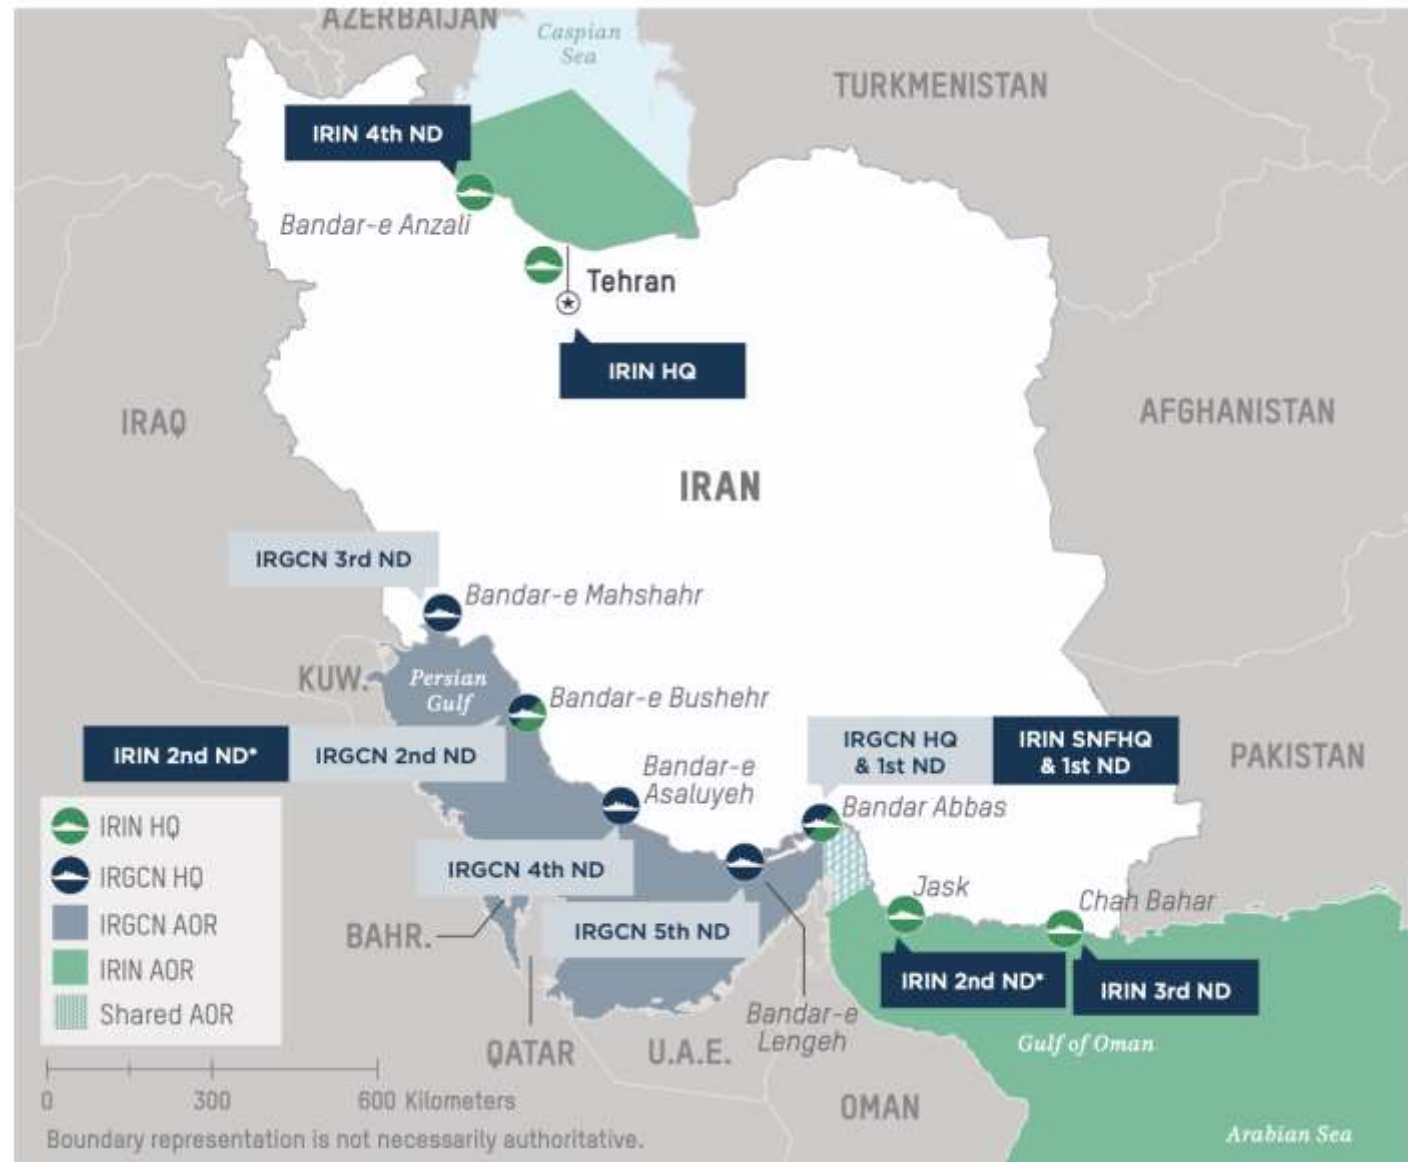 AZERBAIJAN
Caspian
Sea
TURKMENISTAN
IRIN 4th ND
Bandar-e Anzali
Tehran
IRIN HQ
IRAQ
AFGHANISTAN
IRAN
IRGCN 3rd ND
Bandar-e Mahshahr
KUW.
Persian
Gulf
Bandar-e Bushehr
IRIN 2nd ND*
IRGCN 2nd ND
Bandar-e
Asaluyeh
IRGCN HQ
& 1st ND
IRIN SNFHQ
& 1st ND
PAKISTAN
Bandar Abbas
IRGCN 4th ND
Jask
Chah Bahar
BAHR.
IRGCN 5th ND
IRIN 2nd ND*
IRIN 3rd ND
Bandar-e
Lengeh
Gulf of Oman
QATAR
U.A.E.
OMAN
Arabian Sea
IRIN HQ
IRGCN HQ
IRGCN AOR
IRIN AOR
Shared AOR
0 300 600 Kilometers
Boundary representation is not necessarily authoritative.